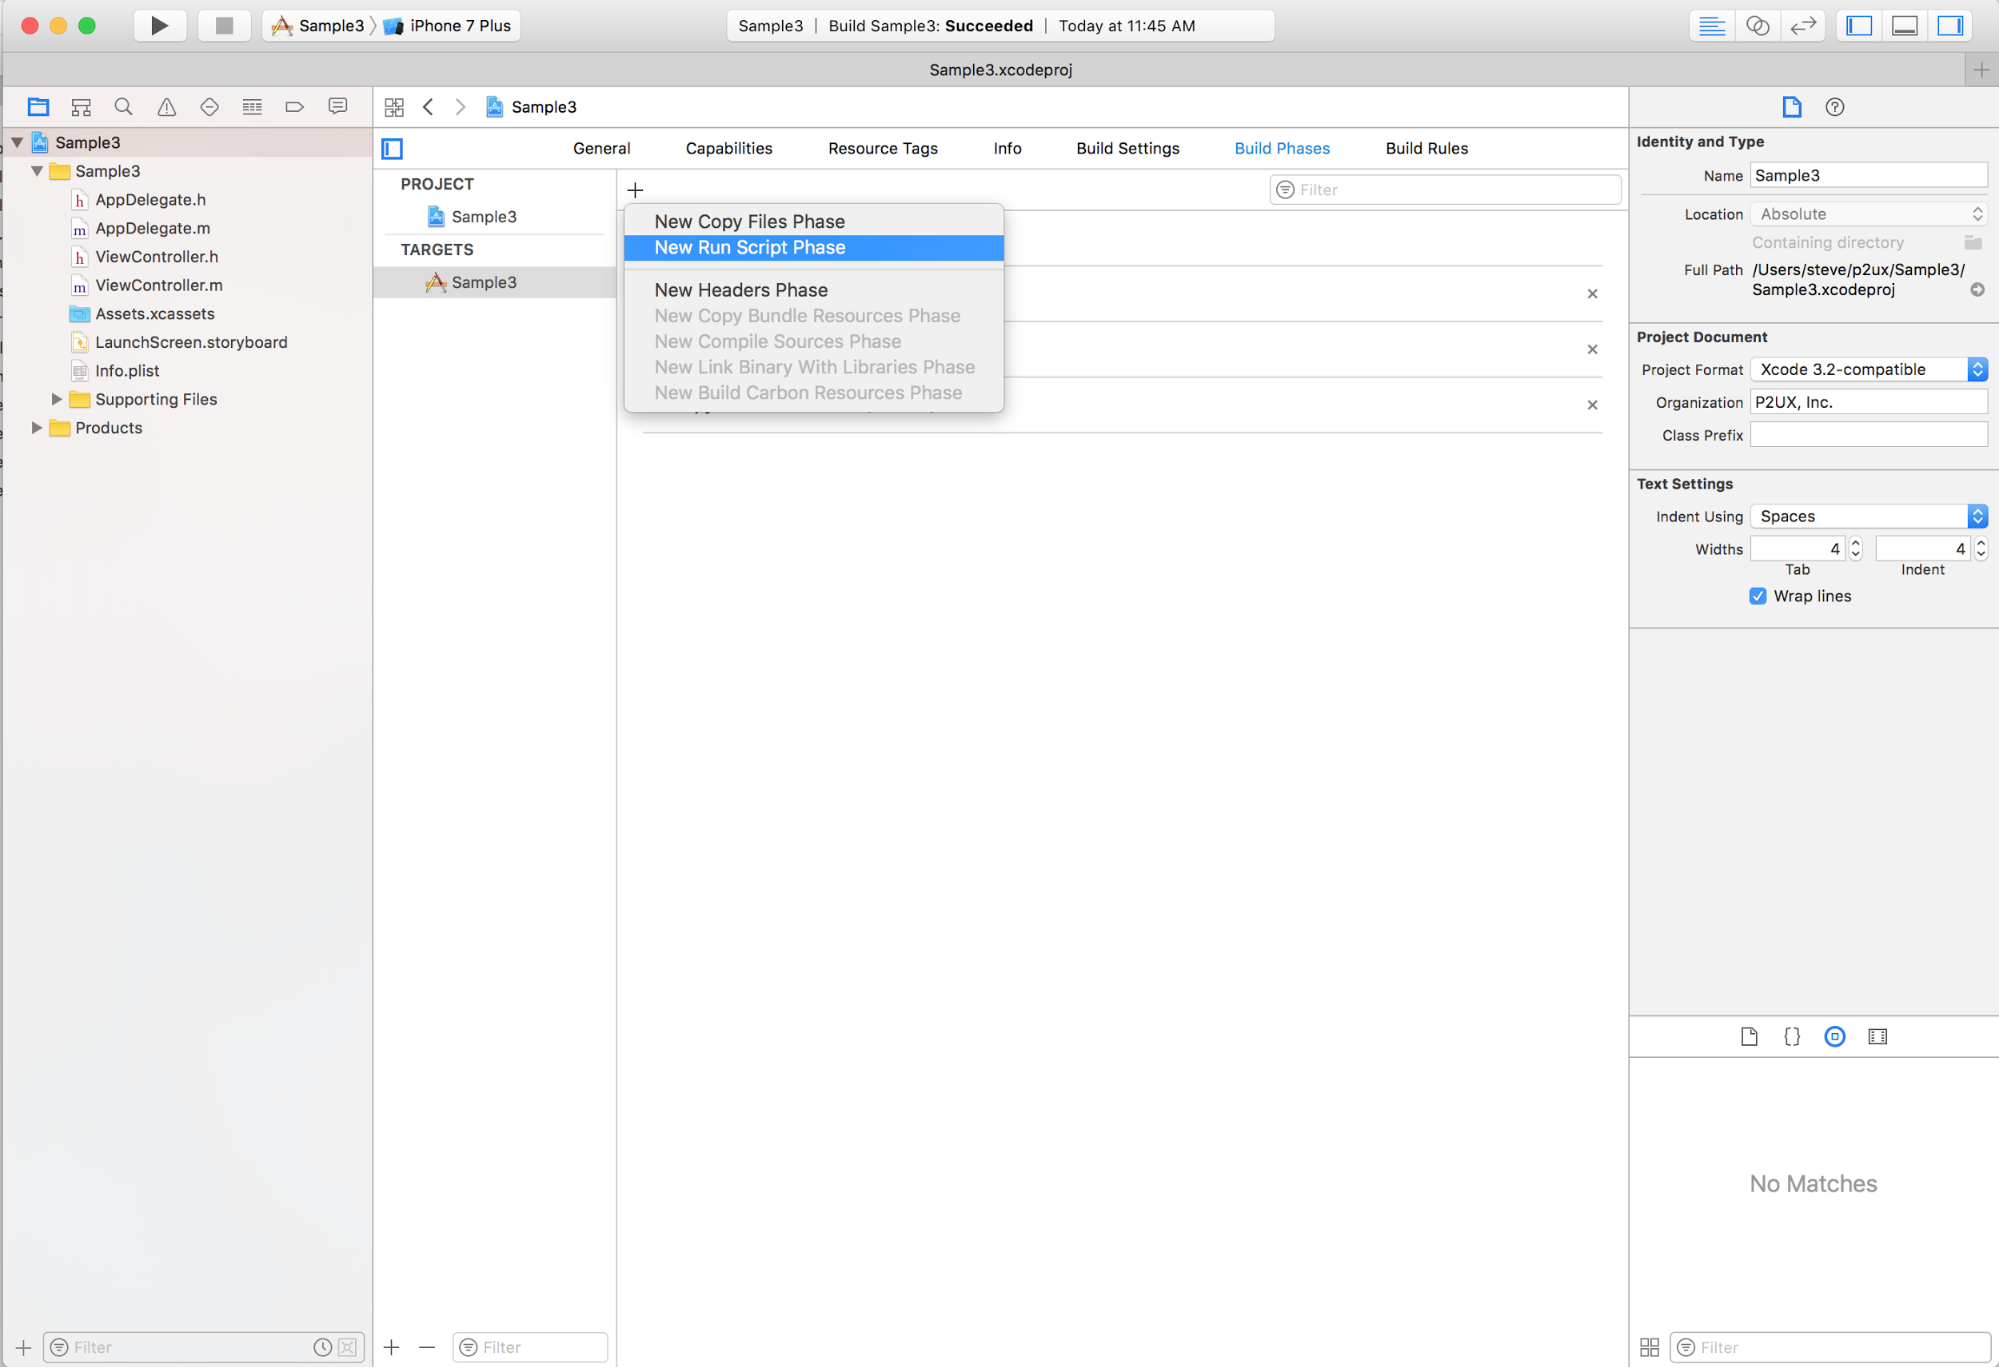 Sample3 iPhone 7 Plus
Sample3 | Build Sample3: Succeeded | Today at 11:45 AM
Sample3.xcodeproj
Sample3
Sample3
AppDelegate.h
AppDelegate.m
ViewController.h
ViewController.m
Assets.xcassets
LaunchScreen.storyboard
Info.plist
Supporting Files
Products
Filter
Sample3
General Capabilities Resource Tags Info Build Settings Build Phases Build Rules
PROJECT
Sample3
TARGETS
Sample3
Filter
Filter
New Copy Files Phase
New Run Script Phase
New Headers Phase
New Copy Bundle Resources Phase
New Compile Sources Phase
New Link Binary With Libraries Phase
New Build Carbon Resources Phase
Identity and Type
Name Sample3
Location Absolute
Containing directory
Full Path /Users/steve/p2ux/Sample3/
Sample3.xcodeproj
Project Document
Project Format Xcode 3.2-compatible
Organization P2UX, Inc.
Class Prefix
Text Settings
Indent Using Spaces
Widths 4 4
Tab Indent
Wrap lines
No Matches
Filter